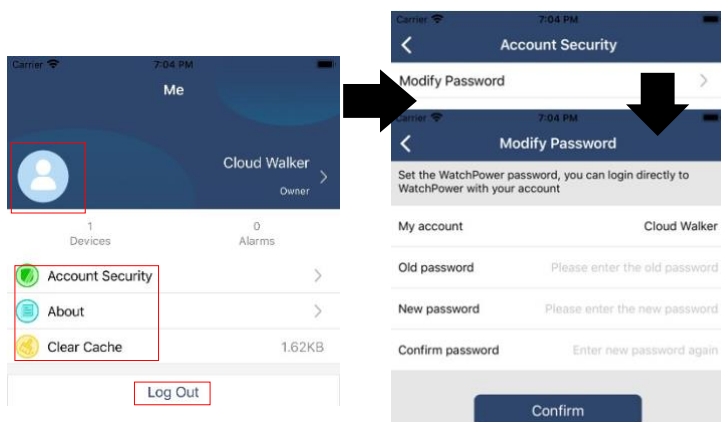 Carrier 7:04 PM
Me
Cloud Walker
Owner
1 0
Devices Alarms
Account Security
About
Clear Cache 1.62KB
Log Out
Carrier 7:04 PM
Account Security
Modify Password
Carrier 7:04 PM
Modify Password
Set the WatchPower password, you can login directly to
WatchPower with your account
My account Cloud Walker
Old password Please enter the old password
New password Please enter the new password
Confirm password Enter new password again
Confirm